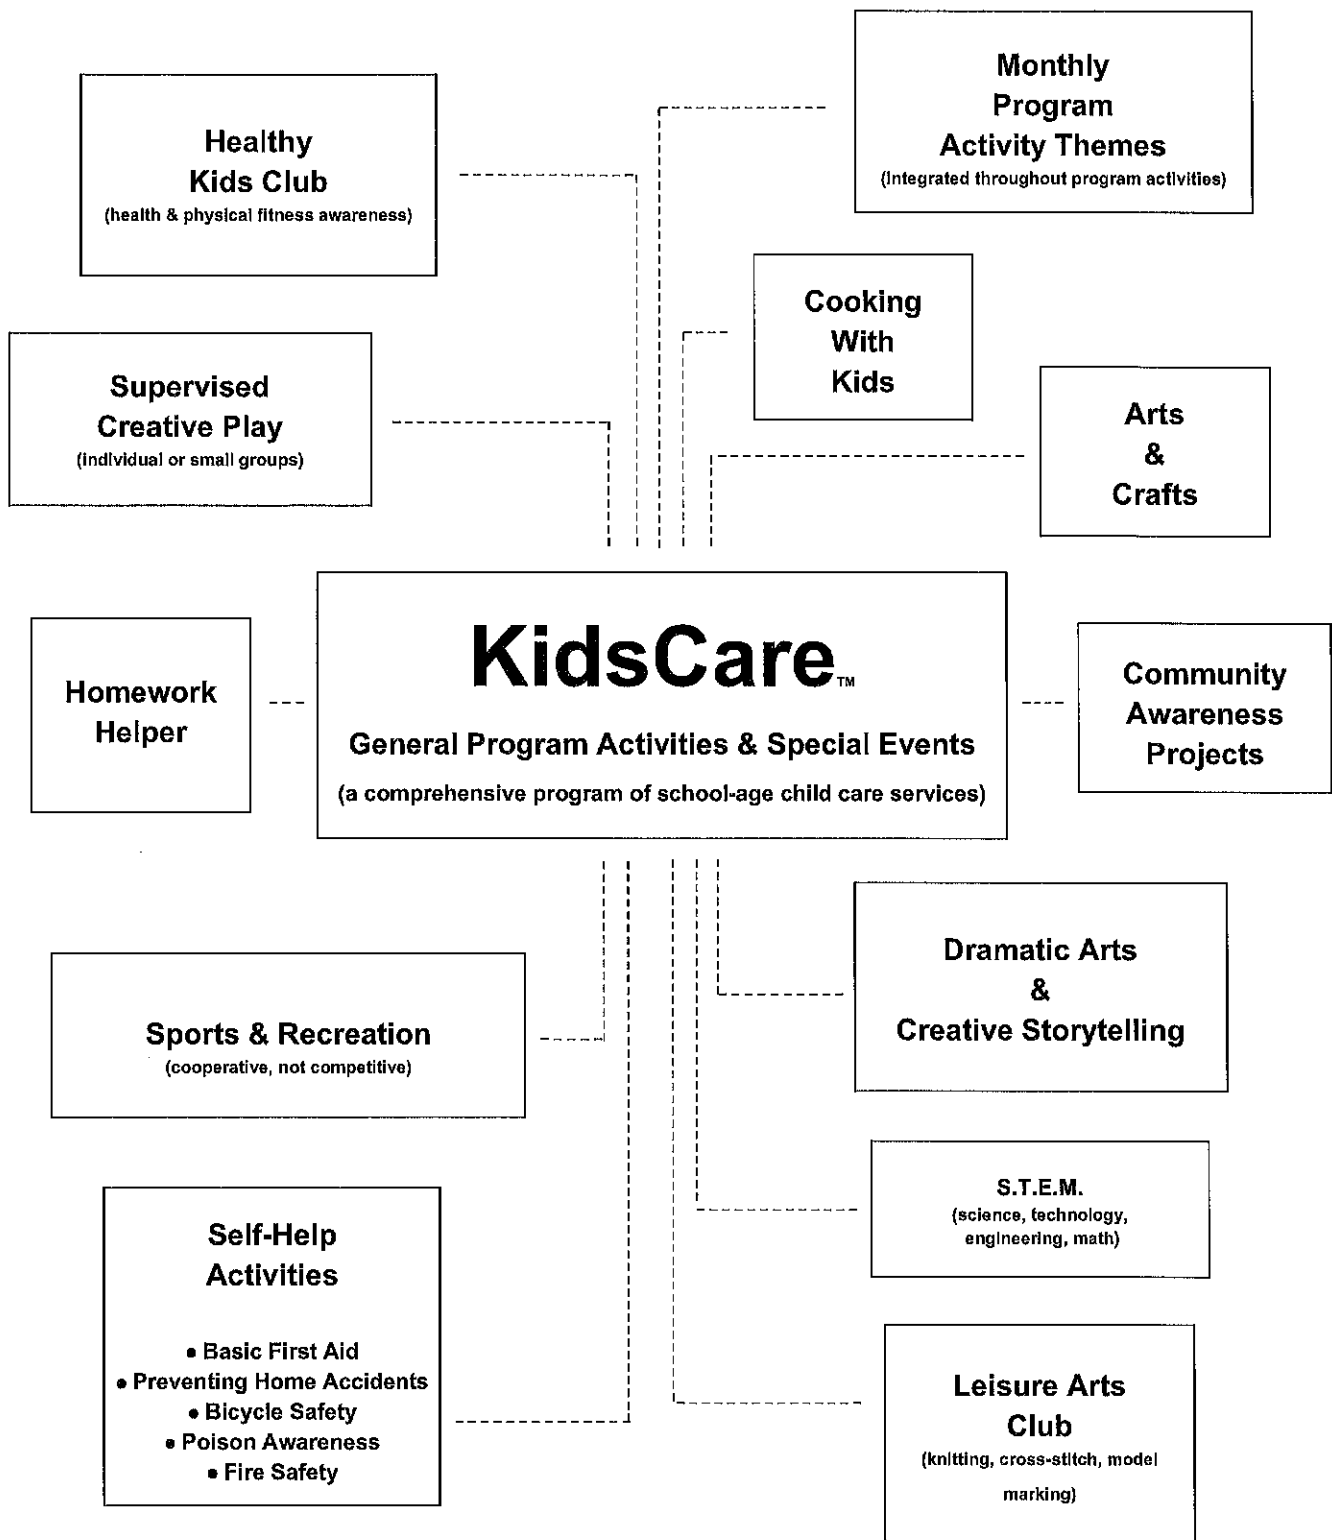 Monthly
Program
Activity Themes
(integrated throughout program activities)
Healthy
Kids Club
(health & physical fitness awareness)
Cooking
With
Kids
Supervised
Creative Play
(individual or small groups)
Arts
&
Crafts
KidsCare™
General Program Activities & Special Events
(a comprehensive program of school-age child care services)
Homework
Helper
Community
Awareness
Projects
Dramatic Arts
&
Creative Storytelling
Sports & Recreation
(cooperative, not competitive)
S.T.E.M.
(science, technology,
engineering, math)
Self-Help
Activities
• Basic First Aid
• Preventing Home Accidents
• Bicycle Safety
• Poison Awareness
• Fire Safety
Leisure Arts
Club
(knitting, cross-stitch, model
marking)